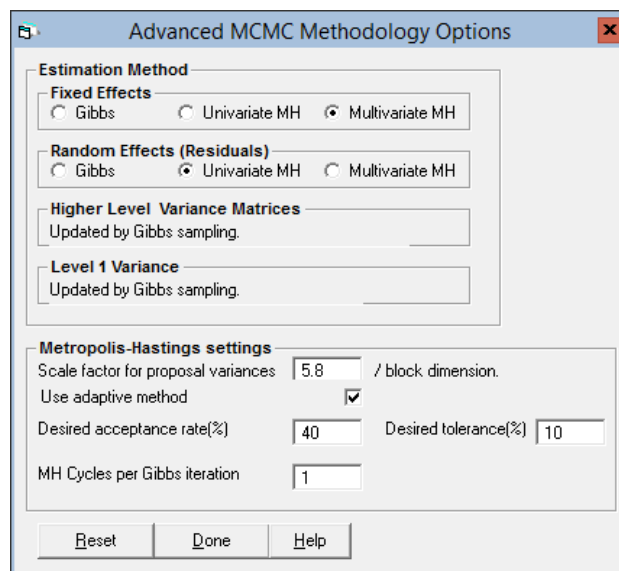 Advanced MCMC Methodology Options
Estimation Method
Fixed Effects
Gibbs Univariate MH Multivariate MH
Random Effects (Residuals)
Gibbs Univariate MH Multivariate MH
Higher Level Variance Matrices
Updated by Gibbs sampling.
Level 1 Variance
Updated by Gibbs sampling.
Metropolis-Hastings settings
Scale factor for proposal variances 5.8 / block dimension.
Use adaptive method
Desired acceptance rate(%) 40 Desired tolerance(%) 10
MH Cycles per Gibbs iteration 1
Reset Done Help